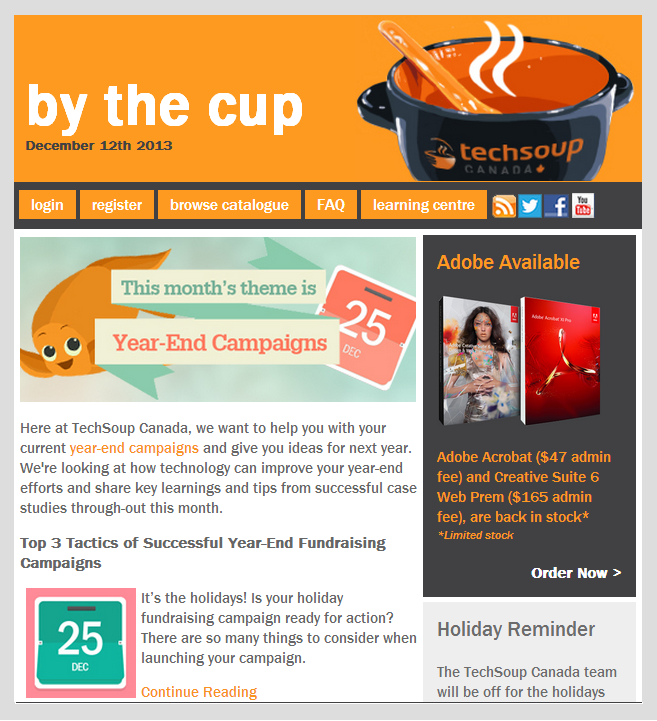 by the cup
December 12th 2013
techsoup
CANADA
login
register
browse catalogue
FAQ
learning centre
You
Tube
This month's theme is
Year-End Campaigns
25
DEC
Here at TechSoup Canada, we want to help you with your
current year-end campaigns and give you ideas for next year.
We're looking at how technology can improve your year-end
efforts and share key learnings and tips from successful case
studies through-out this month.
Top 3 Tactics of Successful Year-End Fundraising
Campaigns
25
DEC
It's the holidays! Is your holiday
fundraising campaign ready for action?
There are so many things to consider when
launching your campaign.
Continue Reading
Adobe Available
Adobe Acrobat XI Pro
Adobe Acrobat ($47 admin
fee) and Creative Suite 6
Web Prem ($165 admin
fee), are back in stock*
*Limited stock
Order Now >
Holiday Reminder
The TechSoup Canada team
will be off for the holidays